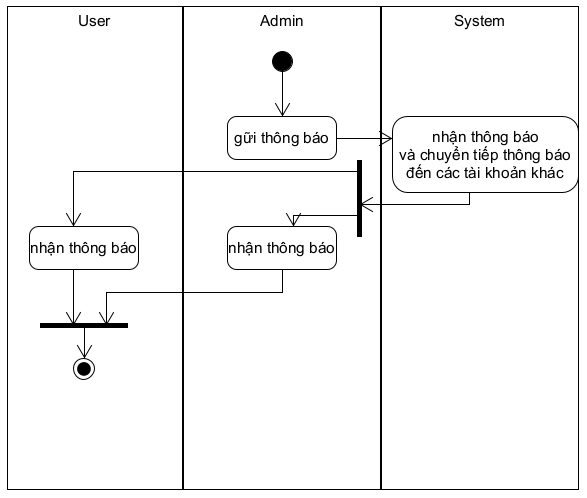 User
Admin
System
gữi thông báo
nhận thông báo
và chuyển tiếp thông báo
đến các tài khoản khác
nhận thông báo
nhận thông báo